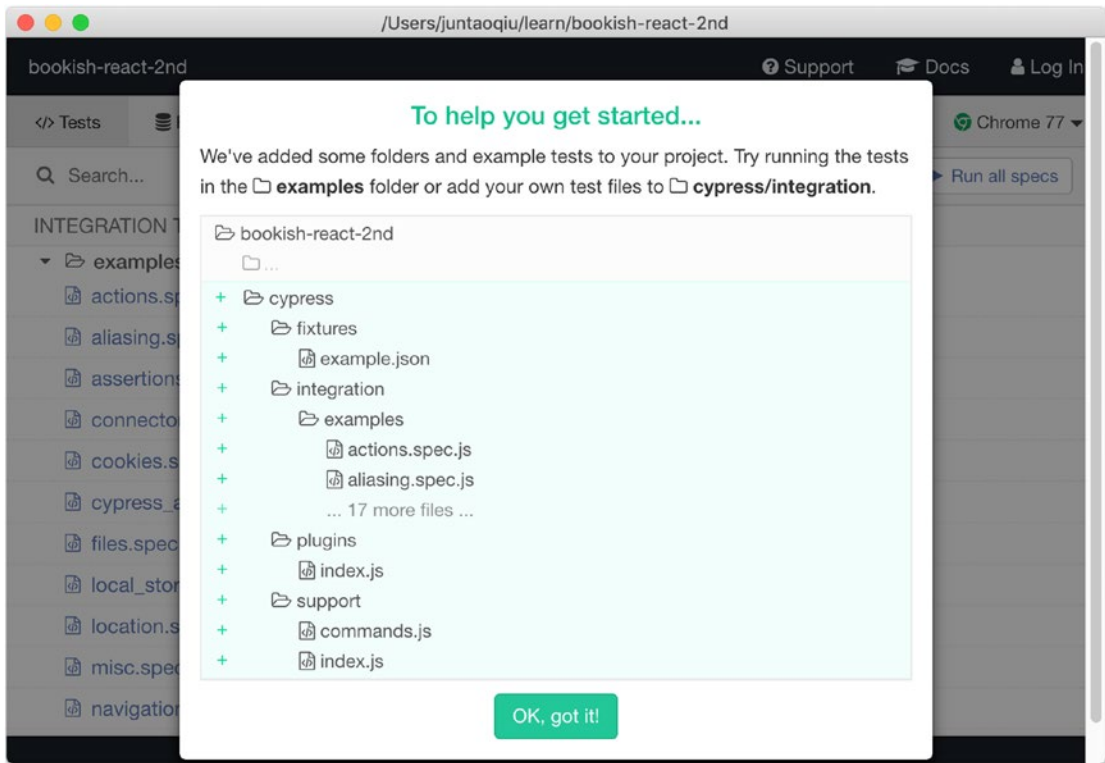 /Users/juntaoqiu/learn/bookish-react-2nd
bookish-react-2nd Support Docs Log In
</> Tests Chrome 77
Search... Run all specs
INTEGRATION
examples
actions.sp
aliasing.sp
assertions
connecto
cookies.s
cypress_a
files.spec
local_stor
location.s
misc.spec
navigation
To help you get started...
We've added some folders and example tests to your project. Try running the tests
in the examples folder or add your own test files to cypress/integration.
bookish-react-2nd
...
+ cypress
+ fixtures
+ example.json
+ integration
+ examples
+ actions.spec.js
+ aliasing.spec.js
+ ... 17 more files ...
+ plugins
+ index.js
+ support
+ commands.js
+ index.js
OK, got it!